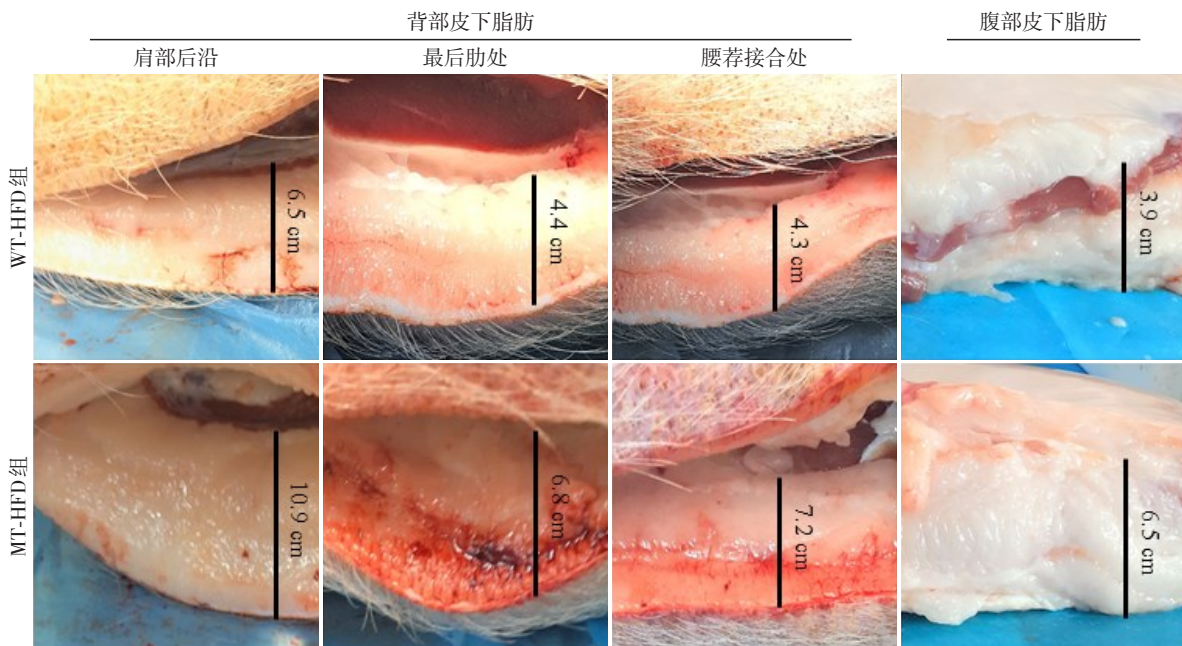 背部皮下脂肪
腹部皮下脂肪
肩部后沿
最后肋处
腰荐接合处
WT-HFD组
6.5 cm
4.4 cm
4.3 cm
3.9 cm
MT-HFD组
10.9 cm
6.8 cm
7.2 cm
6.5 cm